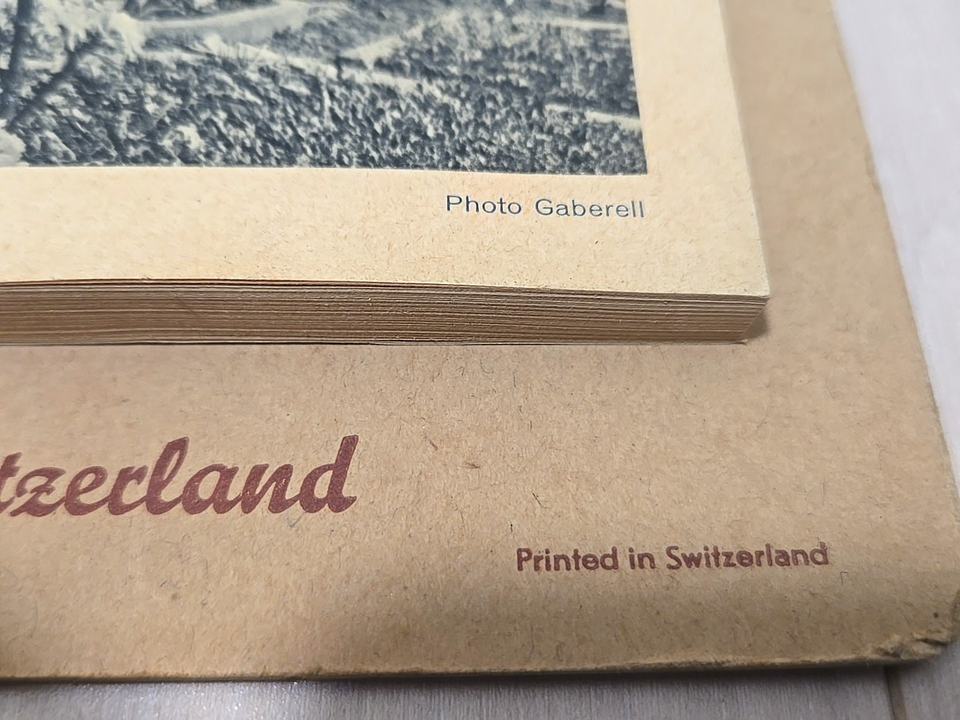 Photo Gaberell
tzerland
Printed in Switzerland